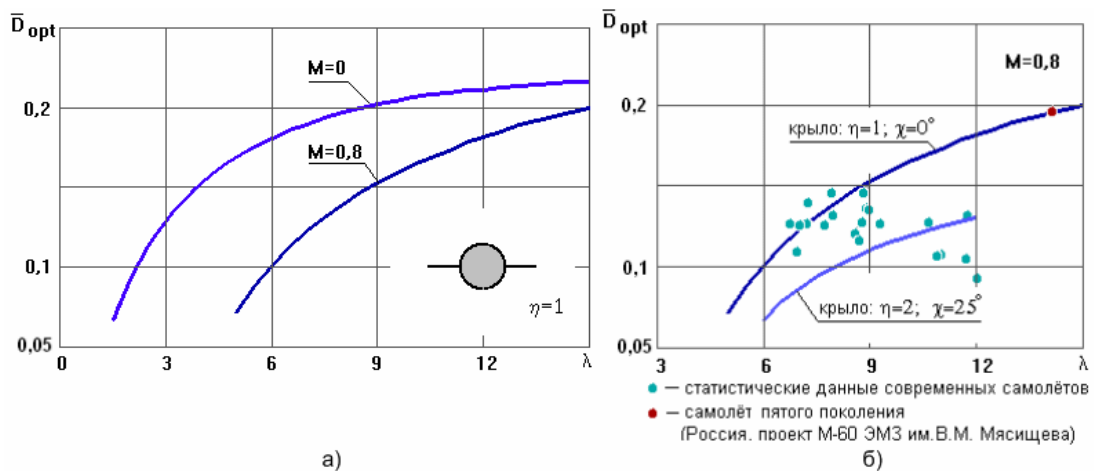 D̅ opt
0,2
0,1
0,05
0
3
6
9
12
λ
M=0
M=0,8
η=1
а)
D̅ opt
0,2
0,1
0,05
3
6
9
12
λ
M=0,8
крыло: η=1; χ=0°
крыло: η=2; χ=25°
— статистические данные современных самолётов
— самолёт пятого поколения
(Россия, проект М-60 ЭМЗ им.В.М. Мясищева)
б)